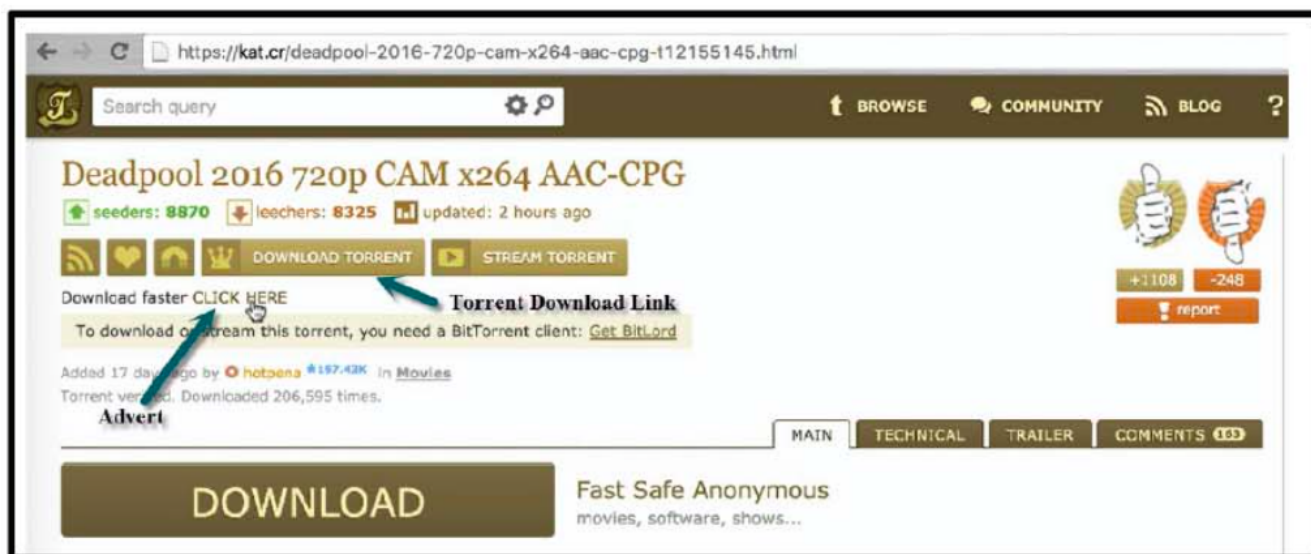 https://kat.cr/deadpool-2016-720p-cam-x264-aac-cpg-t12155145.html
Search query
BROWSE COMMUNITY BLOG ?
Deadpool 2016 720p CAM x264 AAC-CPG
seeders: 8870 leechers: 8325 updated: 2 hours ago
DOWNLOAD TORRENT STREAM TORRENT
+1108 -248
Download faster CLICK HERE
Torrent Download Link
report
To download or stream this torrent, you need a BitTorrent client: Get BitLord
Added 17 days ago by hotpena 157.43K in Movies
Torrent verified. Downloaded 206,595 times.
Advert
MAIN TECHNICAL TRAILER COMMENTS 163
DOWNLOAD
Fast Safe Anonymous
movies, software, shows...